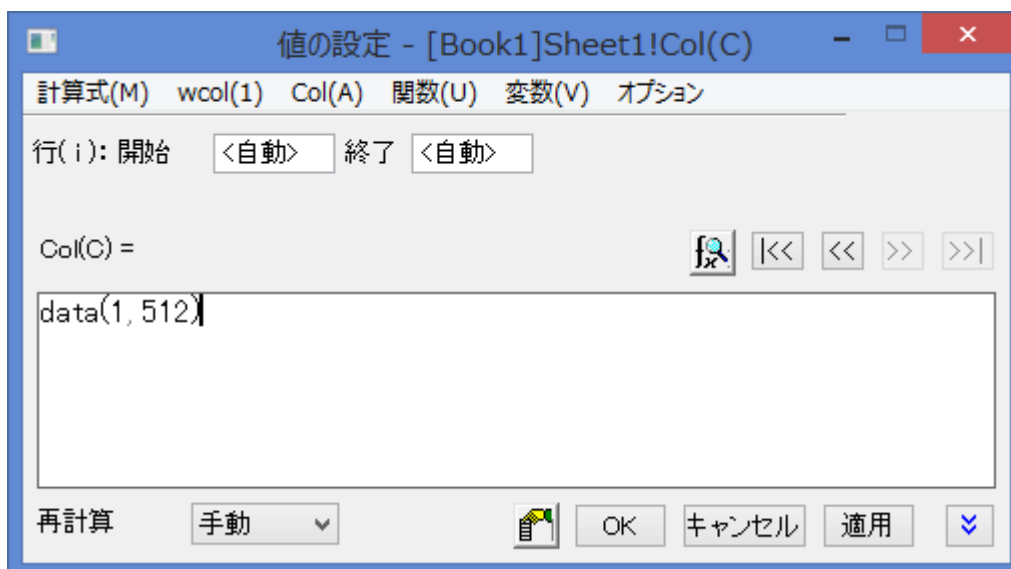 値の設定 - [Book1]Sheet1!Col(C)
計算式(M) wcol(1) Col(A) 関数(U) 変数(V) オプション
行(i): 開始 <自動> 終了 <自動>
Col(C) = |<< << >> >>|
data(1, 512)
再計算 手動 OK キャンセル 適用